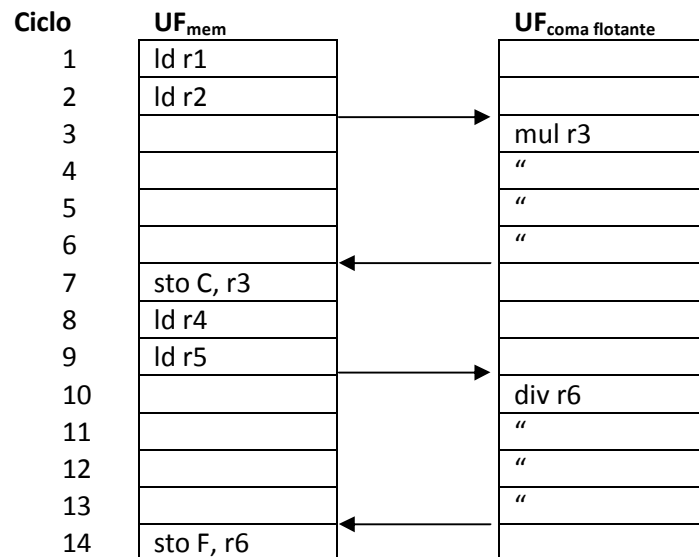 Ciclo UFmem UFcoma flotante
1 ld r1
2 ld r2
3 mul r3
4 “
5 “
6 “
7 sto C, r3
8 ld r4
9 ld r5
10 div r6
11 “
12 “
13 “
14 sto F, r6